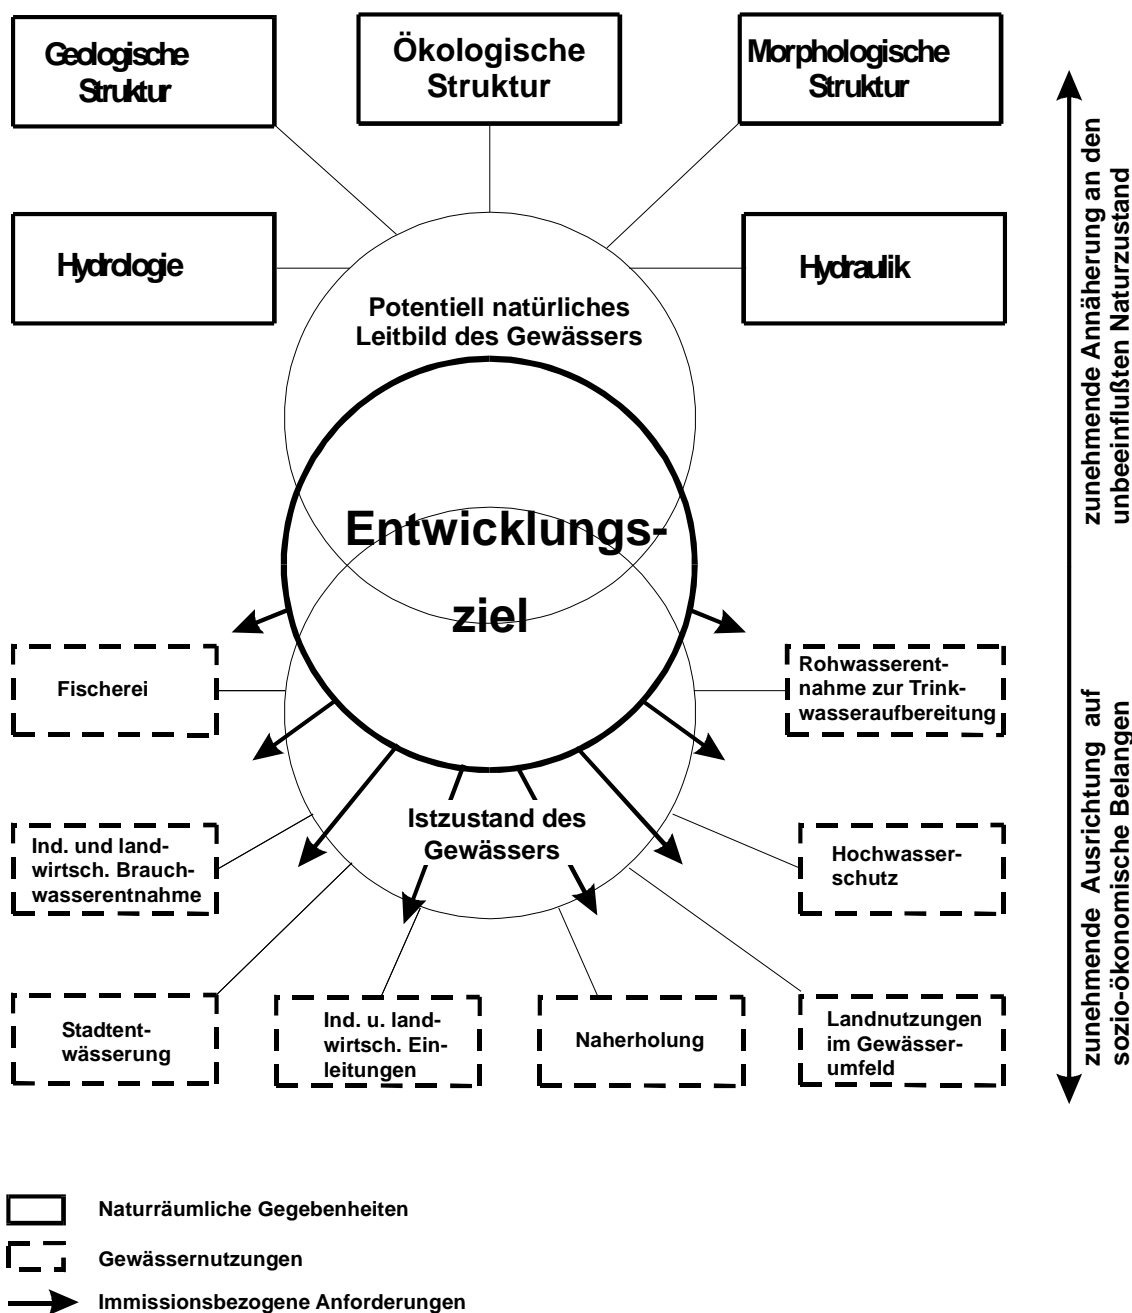 Geologische
Struktur
Ökologische
Struktur
Morphologische
Struktur
Hydrologie
Hydraulik
Potentiell natürliches
Leitbild des Gewässers
Entwicklungs-
ziel
Fischerei
Rohwasserent-
nahme zur Trink-
wasseraufbereitung
Istzustand des
Gewässers
Ind. und land-
wirtsch. Brauch-
wasserentnahme
Hochwasser-
schutz
Stadtent-
wässerung
Ind. u. land-
wirtsch. Ein-
leitungen
Naherholung
Landnutzungen
im Gewässer-
umfeld
zunehmende Annäherung an den
unbeeinflußten Naturzustand
zunehmende Ausrichtung auf
sozio-ökonomische Belangen
Naturräumliche Gegebenheiten
Gewässernutzungen
Immissionsbezogene Anforderungen